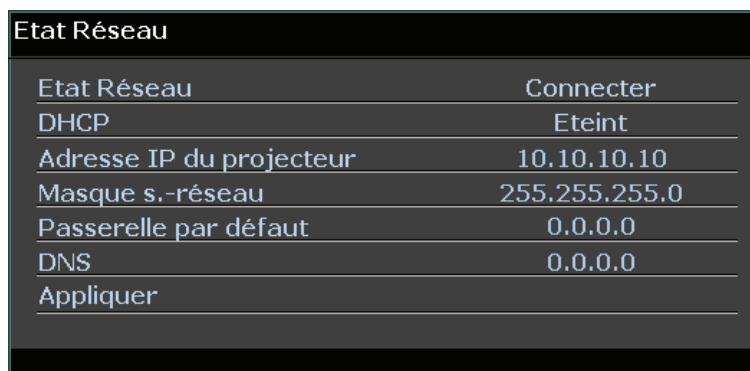 Etat Réseau
Etat Réseau Connecter
DHCP Eteint
Adresse IP du projecteur 10.10.10.10
Masque s.-réseau 255.255.255.0
Passerelle par défaut 0.0.0.0
DNS 0.0.0.0
Appliquer